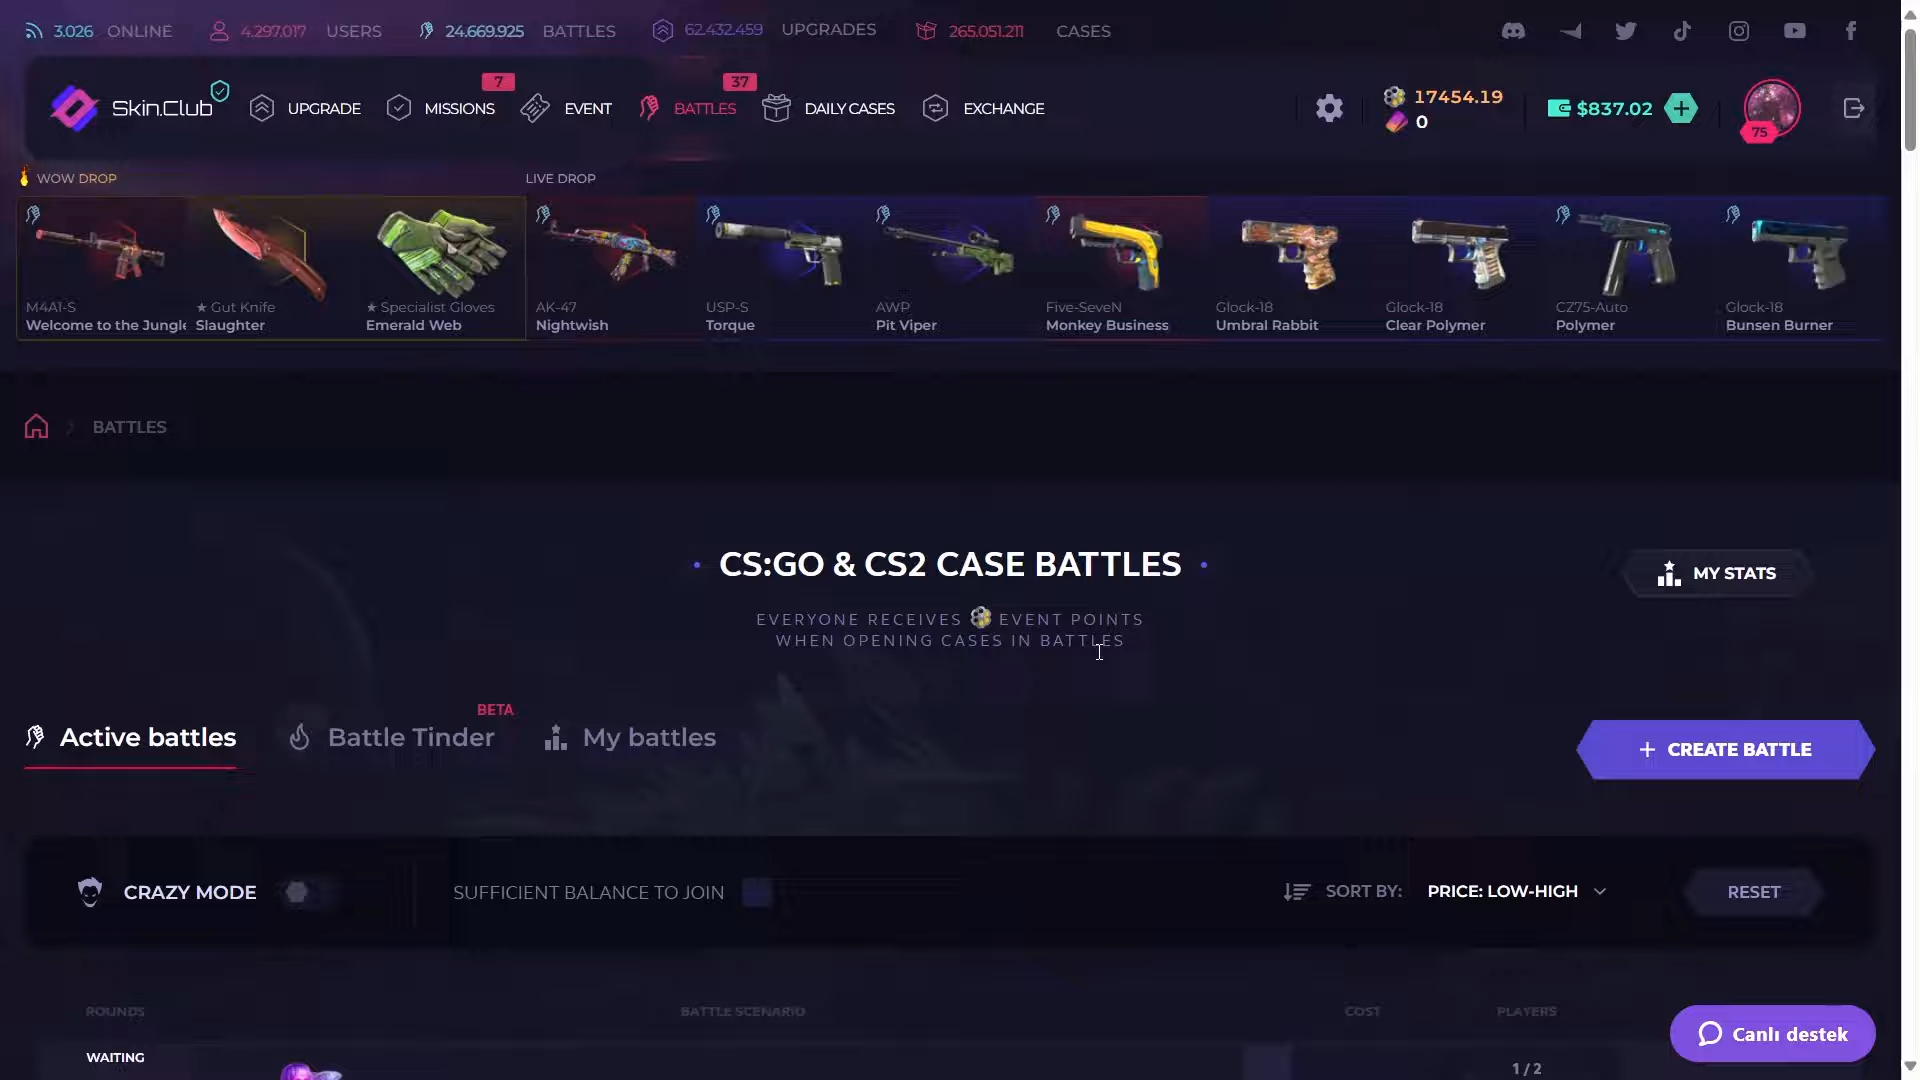 3.026 ONLINE 4.297.017 USERS 24.669.925 BATTLES 62.432.459 UPGRADES 265.051.211 CASES
7 37
Skin.Club UPGRADE MISSIONS EVENT BATTLES DAILY CASES EXCHANGE
17454.19
0
$837.02
75
WOW DROP LIVE DROP
M4A1-S ★ Gut Knife ★ Specialist Gloves AK-47 USP-S AWP Five-SeveN Glock-18 Glock-18 CZ75-Auto Glock-18
Welcome to the Jungle Slaughter Emerald Web Nightwish Torque Pit Viper Monkey Business Umbral Rabbit Clear Polymer Polymer Bunsen Burner
BATTLES
• CS:GO & CS2 CASE BATTLES •
MY STATS
EVERYONE RECEIVES EVENT POINTS
WHEN OPENING CASES IN BATTLES
BETA
Active battles Battle Tinder My battles
+ CREATE BATTLE
CRAZY MODE SUFFICIENT BALANCE TO JOIN SORT BY: PRICE: LOW-HIGH RESET
ROUNDS BATTLE SCENARIO COST PLAYERS
Canlı destek
WAITING
1 / 2